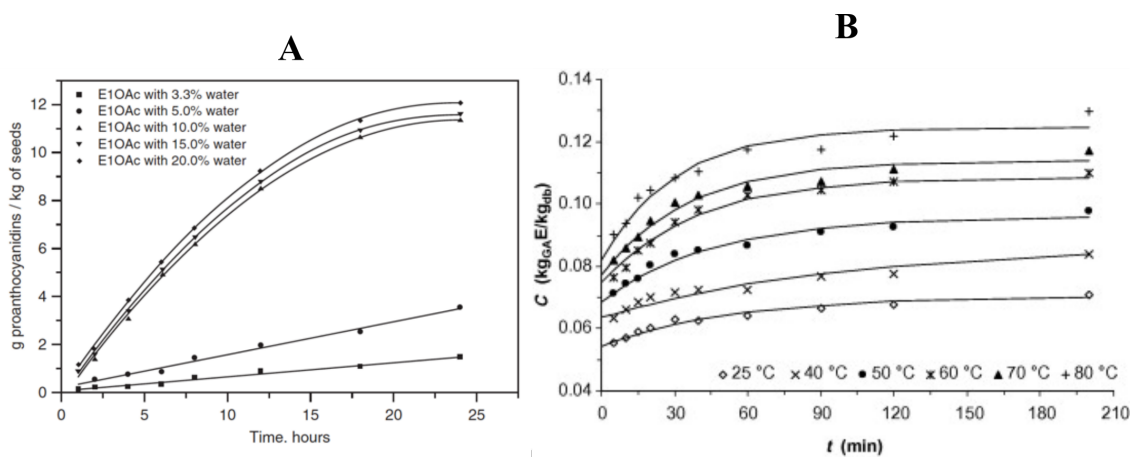 A
B
E1OAc with 3.3% water
E1OAc with 5.0% water
E1OAc with 10.0% water
E1OAc with 15.0% water
E1OAc with 20.0% water
g proanthocyanidins / kg of seeds
12
10
8
6
4
2
0
0 5 10 15 20 25
Time. hours
C (kgGAE/kgdb)
0.14
0.12
0.10
0.08
0.06
0.04
25 °C 40 °C 50 °C 60 °C 70 °C 80 °C
0 30 60 90 120 150 180 210
t (min)